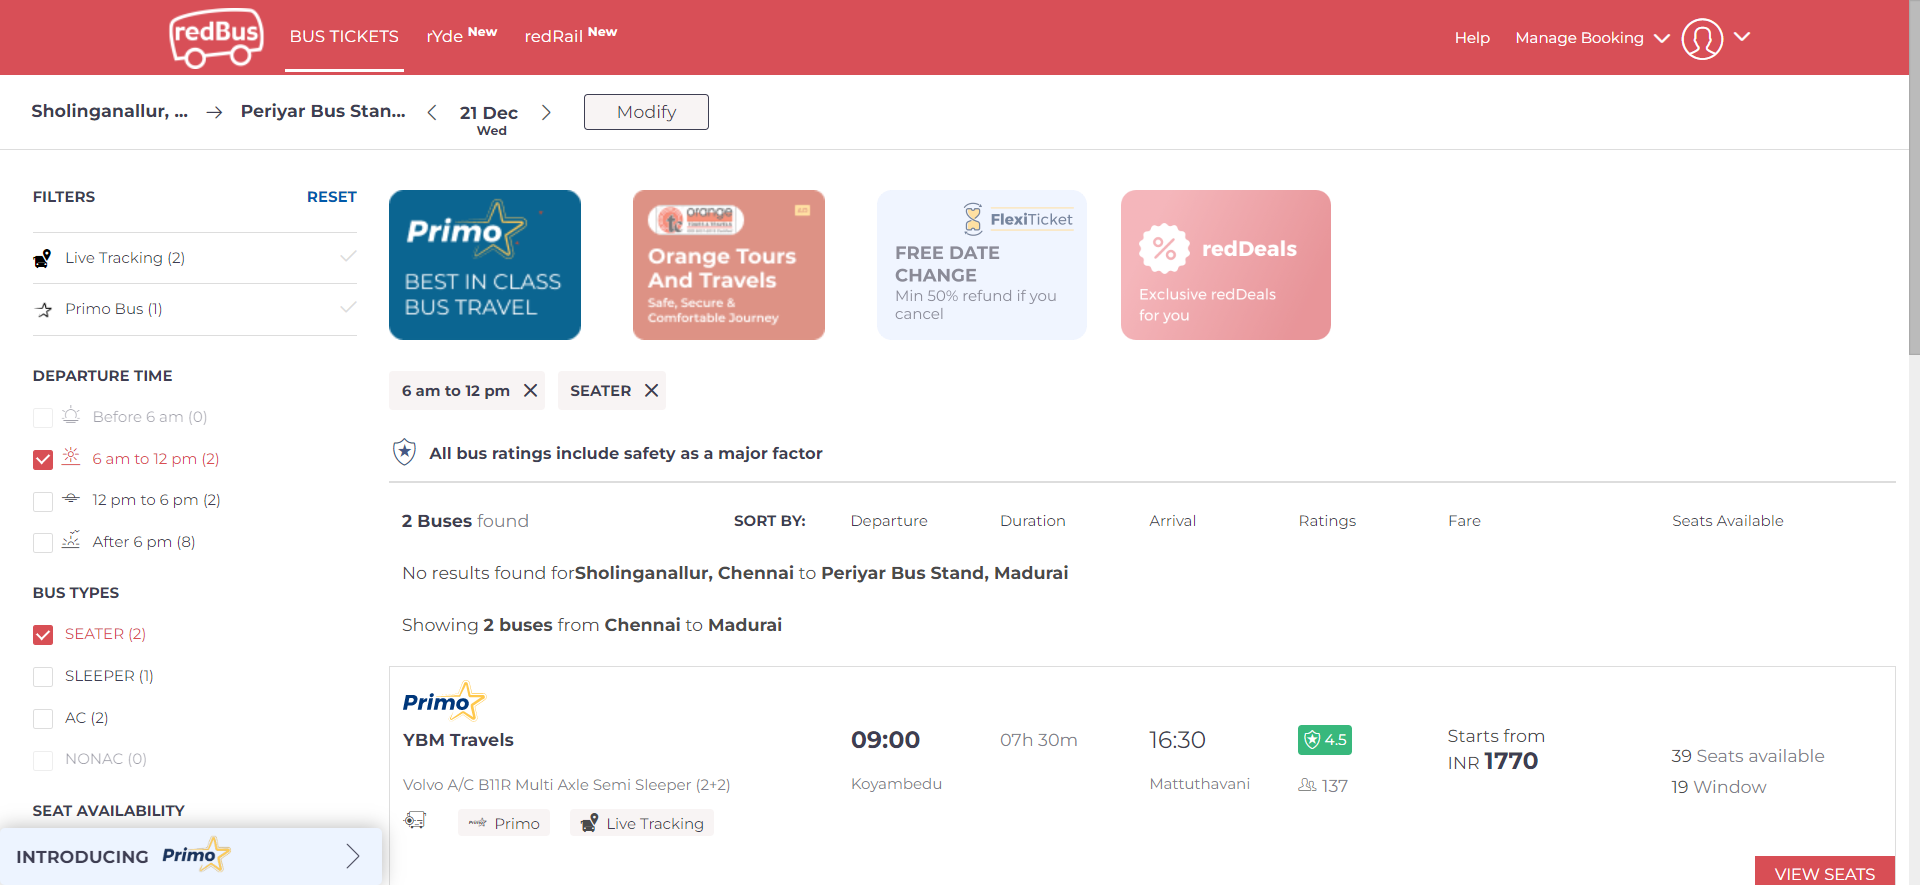 redBus
BUS TICKETS
rYde New
redRail New
Help
Manage Booking
Sholinganallur, ...
Periyar Bus Stan...
21 Dec
Wed
Modify
FILTERS
RESET
Live Tracking (2)
Primo Bus (1)
DEPARTURE TIME
Before 6 am (0)
6 am to 12 pm (2)
12 pm to 6 pm (2)
After 6 pm (8)
BUS TYPES
SEATER (2)
SLEEPER (1)
AC (2)
NONAC (0)
SEAT AVAILABILITY
INTRODUCING Primo
Primo
BEST IN CLASS
BUS TRAVEL
orange
Orange Tours
And Travels
Safe, Secure &
Comfortable Journey
FlexiTicket
FREE DATE
CHANGE
Min 50% refund if you
cancel
redDeals
Exclusive redDeals
for you
6 am to 12 pm
SEATER
All bus ratings include safety as a major factor
2 Buses found
SORT BY:
Departure
Duration
Arrival
Ratings
Fare
Seats Available
No results found forSholinganallur, Chennai to Periyar Bus Stand, Madurai
Showing 2 buses from Chennai to Madurai
Primo
YBM Travels
Volvo A/C B11R Multi Axle Semi Sleeper (2+2)
Primo
Live Tracking
09:00
Koyambedu
07h 30m
16:30
Mattuthavani
4.5
137
Starts from
INR 1770
39 Seats available
19 Window
VIEW SEATS